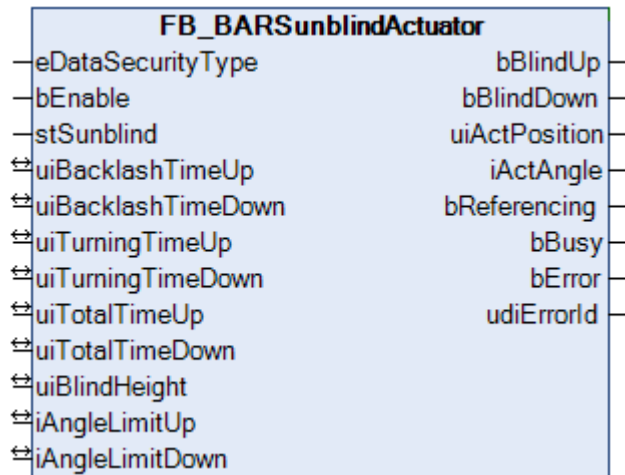 FB_BARSunblindActuator
eDataSecurityType bBlindUp
bEnable bBlindDown
stSunblind uiActPosition
uiBacklashTimeUp iActAngle
uiBacklashTimeDown bReferencing
uiTurningTimeUp bBusy
uiTurningTimeDown bError
uiTotalTimeUp udiErrorId
uiTotalTimeDown
uiBlindHeight
iAngleLimitUp
iAngleLimitDown